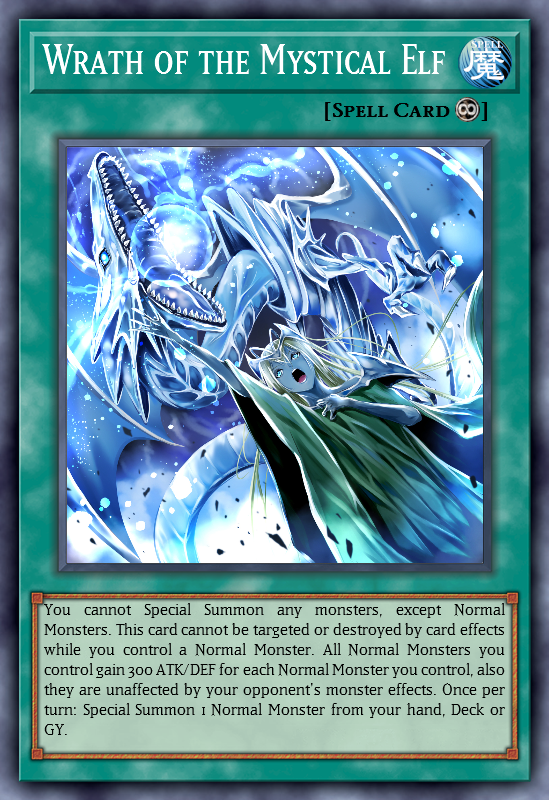 Wrath of the Mystical Elf
SPELL
魔
[Spell Card]
You cannot Special Summon any monsters, except Normal
Monsters. This card cannot be targeted or destroyed by card effects
while you control a Normal Monster. All Normal Monsters you
control gain 300 ATK/DEF for each Normal Monster you control, also
they are unaffected by your opponent's monster effects. Once per
turn: Special Summon 1 Normal Monster from your hand, Deck or
GY.